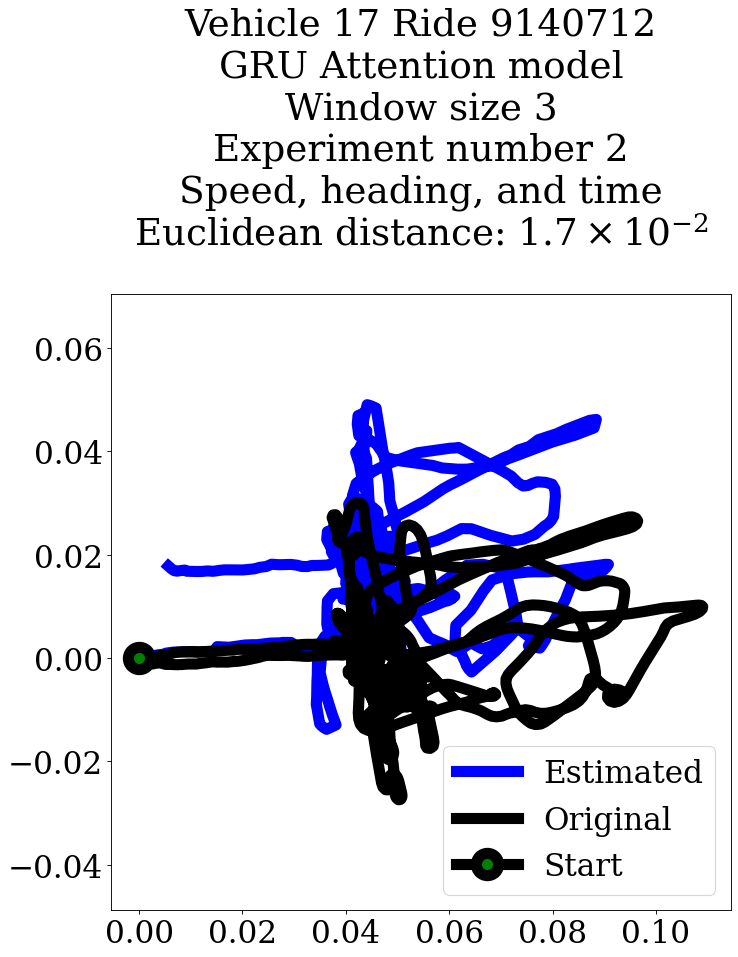 Vehicle 17 Ride 9140712
GRU Attention model
Window size 3
Experiment number 2
Speed, heading, and time
Euclidean distance: 1.7 × 10⁻²
0.06
0.04
0.02
0.00
−0.02
−0.04
Estimated
Original
Start
0.00 0.02 0.04 0.06 0.08 0.10